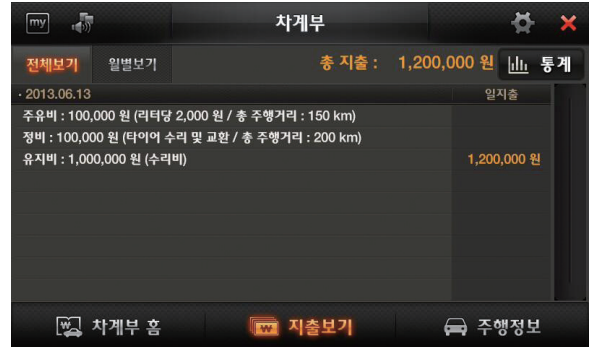 my 차계부
전체보기 월별보기 총 지출 : 1,200,000 원 통계
· 2013.06.13 일지출
주유비 : 100,000 원 (리터당 2,000 원 / 총 주행거리 : 150 km)
정비 : 100,000 원 (타이어 수리 및 교환 / 총 주행거리 : 200 km)
유지비 : 1,000,000 원 (수리비) 1,200,000 원
차계부 홈 지출보기 주행정보